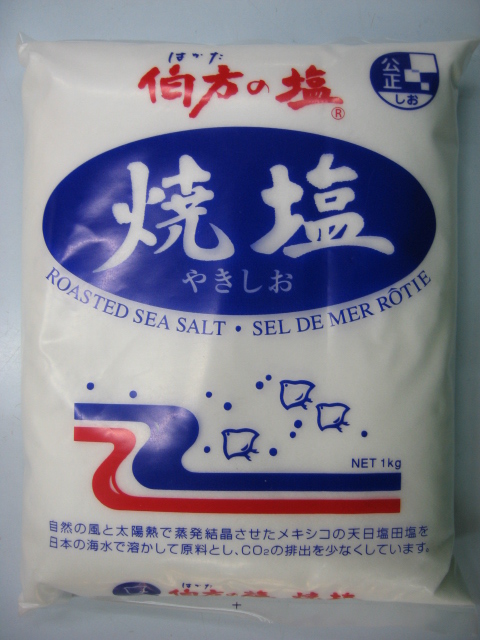 はかた
伯方の塩
®
公正
しお
焼塩
やきしお
ROASTED SEA SALT・SEL DE MER RÔTIE
NET 1kg
自然の風と太陽熱で蒸発結晶させたメキシコの天日塩田塩を
日本の海水で溶かして原料とし、CO₂の排出を少なくしています。
はかた
伯方の塩 焼塩